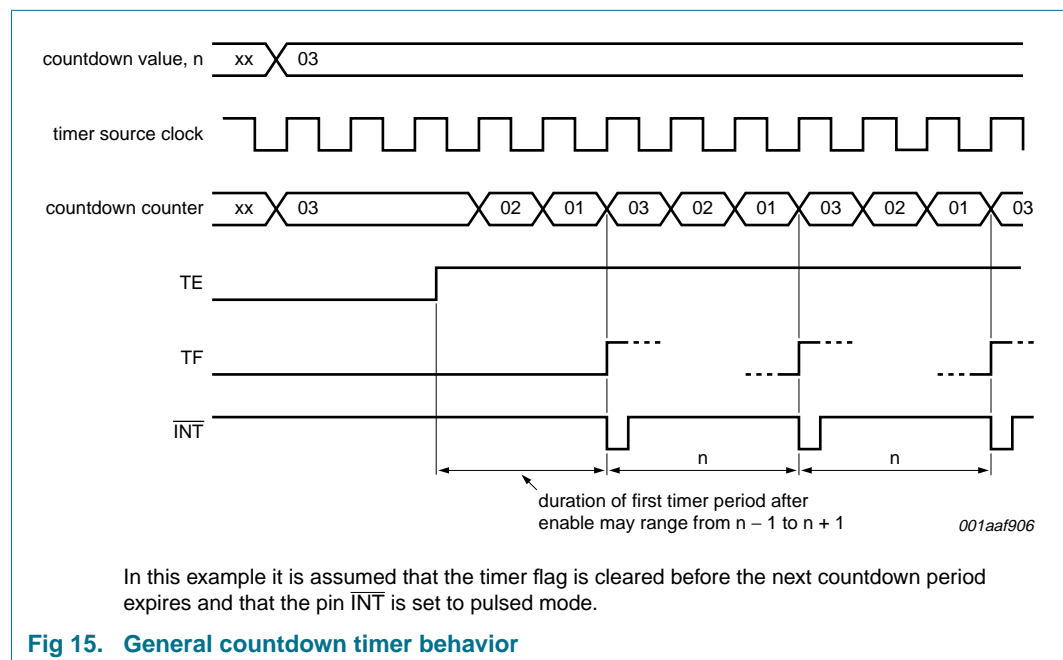 countdown value, n xx 03
timer source clock
countdown counter xx 03 02 01 03 02 01 03 02 01 03
TE
TF
INT
n n
duration of first timer period after
enable may range from n − 1 to n + 1
001aaf906
In this example it is assumed that the timer flag is cleared before the next countdown period
expires and that the pin INT is set to pulsed mode.
Fig 15. General countdown timer behavior